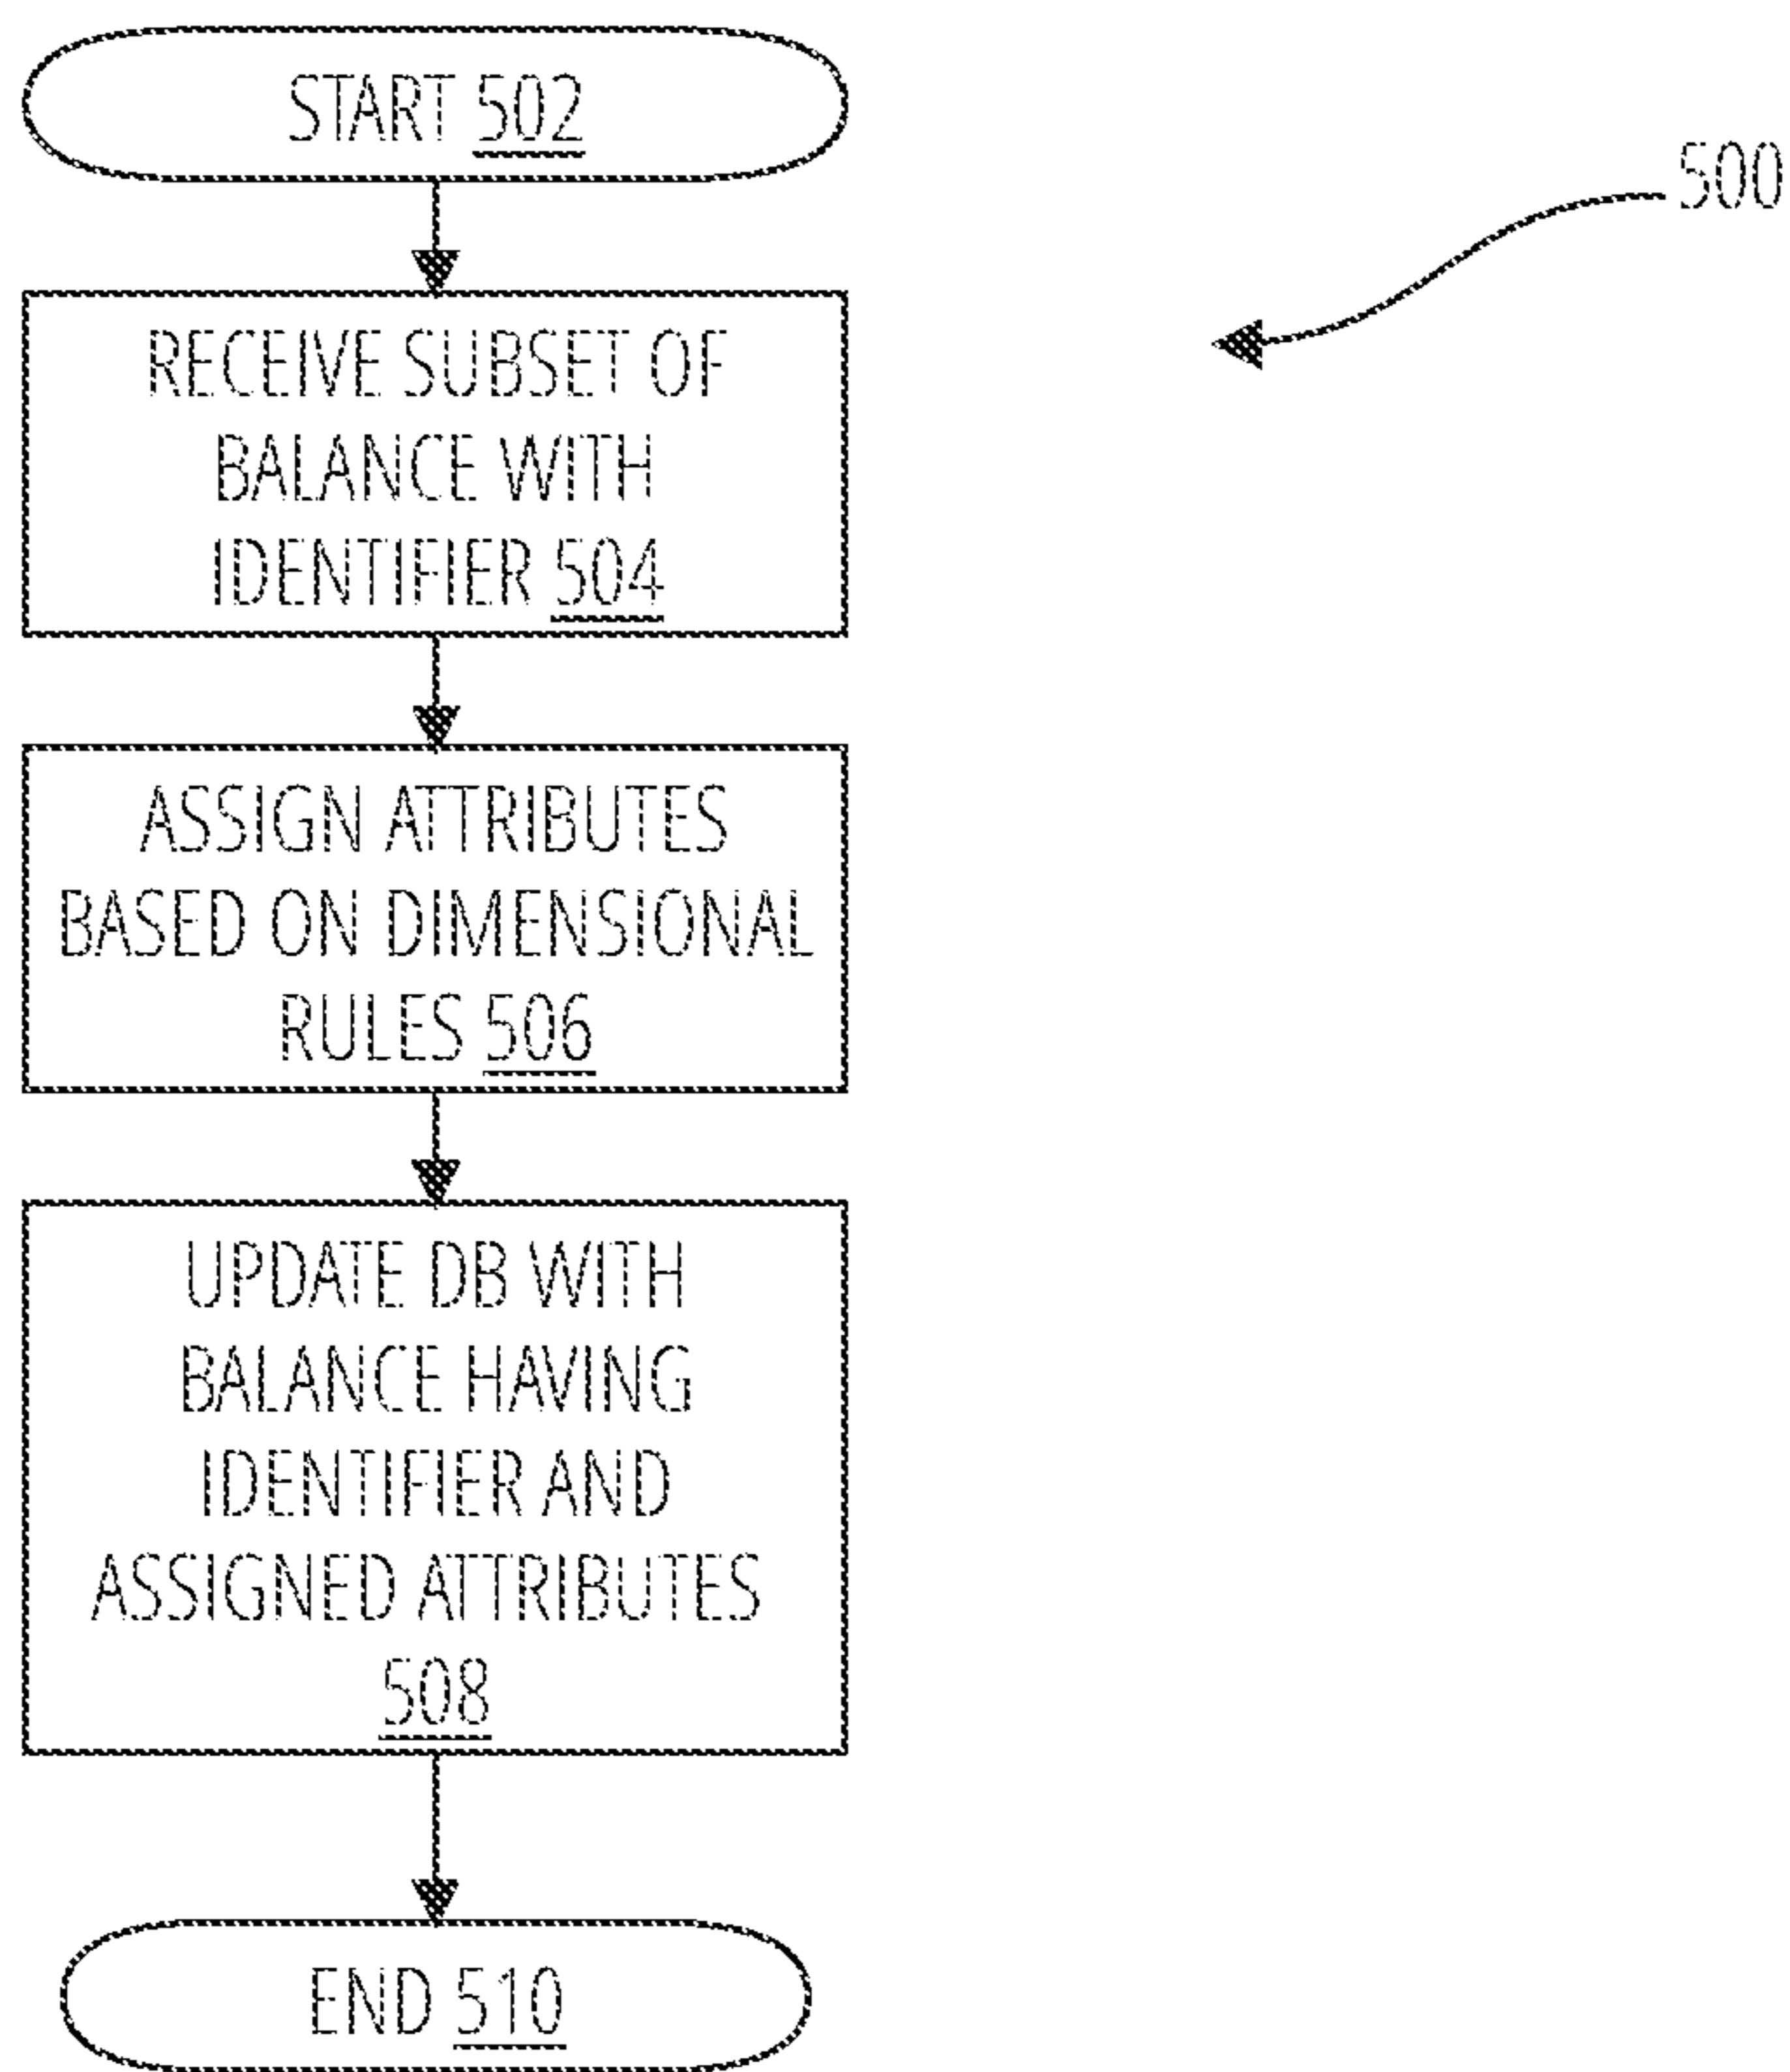 START 502
500
RECEIVE SUBSET OF
BALANCE WITH
IDENTIFIER 504
ASSIGN ATTRIBUTES
BASED ON DIMENSIONAL
RULES 506
UPDATE DB WITH
BALANCE HAVING
IDENTIFIER AND
ASSIGNED ATTRIBUTES
508
END 510